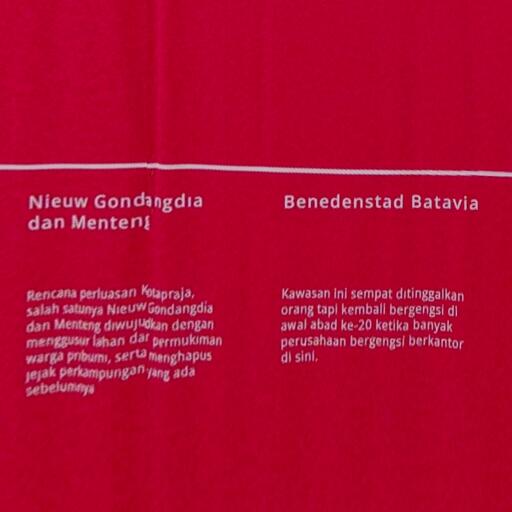 Nieuw Gondangdia
dan Menteng
Rencana perluasan Kotapraja,
salah satunya Nieuw Gondangdia
dan Menteng diwujudkan dengan
menggusur lahan dar permukiman
warga pribumi, serta menghapus
jejak perkampungan yang ada
sebelumnya
Benedenstad Batavia
Kawasan ini sempat ditinggalkan
orang tapi kembali bergengsi di
awal abad ke-20 ketika banyak
perusahaan bergengsi berkantor
di sini.